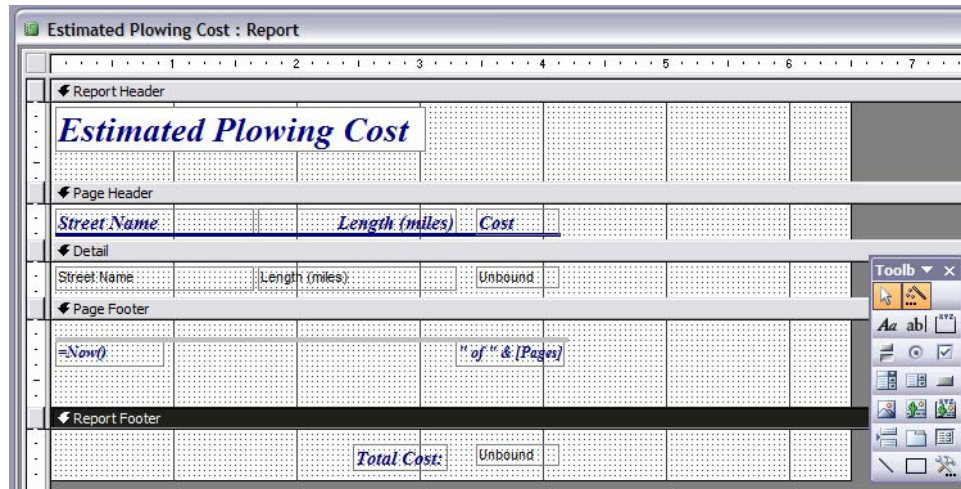 Estimated Plowing Cost : Report
1 2 3 4 5 6 7
Report Header
Estimated Plowing Cost
Page Header
Street Name Length (miles) Cost
Detail
Street Name Length (miles) Unbound
Page Footer
=Now() " of " & [Pages]
Report Footer
Total Cost: Unbound
Toolb
Aa ab| XYZ
XYZ